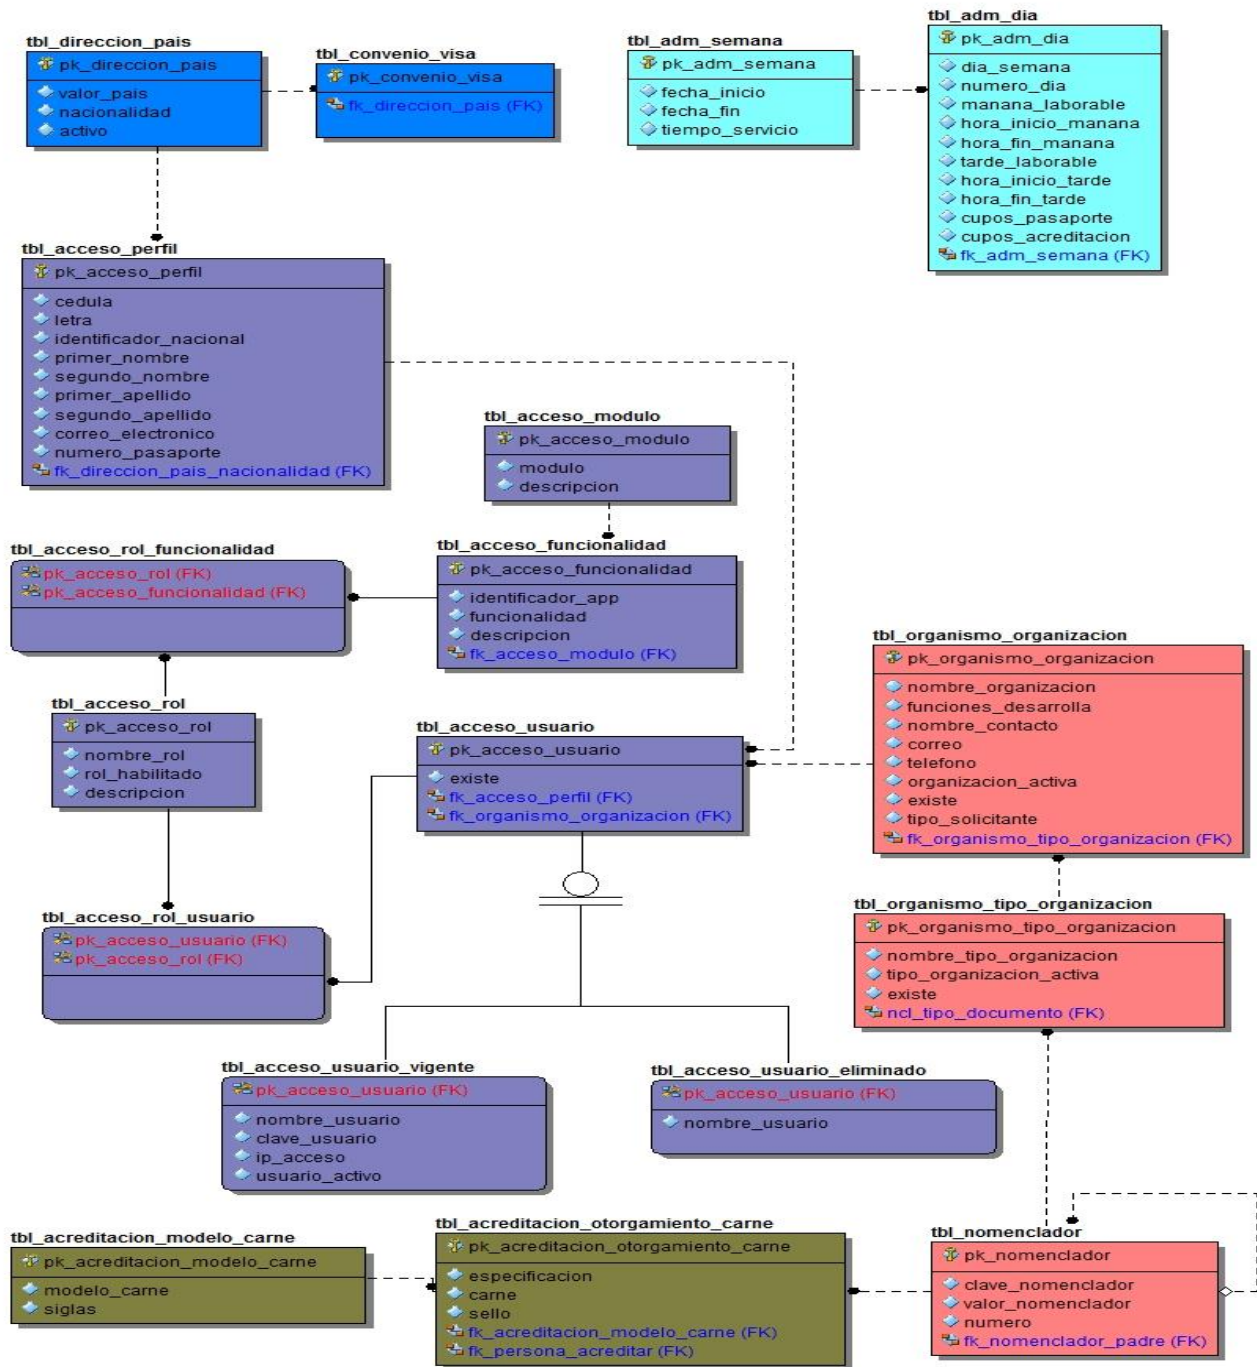 tbl_direccion_pais
pk_direccion_pais
valor_pais
nacionalidad
activo
tbl_convenio_visa
pk_convenio_visa
fk_direccion_pais (FK)
tbl_adm_semana
pk_adm_semana
fecha_inicio
fecha_fin
tiempo_servicio
tbl_adm_dia
pk_adm_dia
dia_semana
numero_dia
manana_laborable
hora_inicio_manana
hora_fin_manana
tarde_laborable
hora_inicio_tarde
hora_fin_tarde
cupos_pasaporte
cupos_acreditacion
fk_adm_semana (FK)
tbl_acceso_perfil
pk_acceso_perfil
cedula
letra
identificador_nacional
primer_nombre
segundo_nombre
primer_apellido
segundo_apellido
correo_electronico
numero_pasaporte
fk_direccion_pais_nacionalidad (FK)
tbl_acceso_modulo
pk_acceso_modulo
modulo
descripcion
tbl_acceso_rol_funcionalidad
pk_acceso_rol (FK)
pk_acceso_funcionalidad (FK)
tbl_acceso_funcionalidad
pk_acceso_funcionalidad
identificador_app
funcionalidad
descripcion
fk_acceso_modulo (FK)
tbl_organismo_organizacion
pk_organismo_organizacion
nombre_organizacion
funciones_desarrolla
nombre_contacto
correo
telefono
organizacion_activa
existe
tipo_solicitante
fk_organismo_tipo_organizacion (FK)
tbl_acceso_rol
pk_acceso_rol
nombre_rol
rol_habilitado
descripcion
tbl_acceso_usuario
pk_acceso_usuario
existe
fk_acceso_perfil (FK)
fk_organismo_organizacion (FK)
tbl_acceso_rol_usuario
pk_acceso_usuario (FK)
pk_acceso_rol (FK)
tbl_organismo_tipo_organizacion
pk_organismo_tipo_organizacion
nombre_tipo_organizacion
tipo_organizacion_activa
existe
ncl_tipo_documento (FK)
tbl_acceso_usuario_vigente
pk_acceso_usuario (FK)
nombre_usuario
clave_usuario
ip_acceso
usuario_activo
tbl_acceso_usuario_eliminado
pk_acceso_usuario (FK)
nombre_usuario
tbl_acreditacion_modelo_carne
pk_acreditacion_modelo_carne
modelo_carne
siglas
tbl_acreditacion_otorgamiento_carne
pk_acreditacion_otorgamiento_carne
especificacion
carne
sello
fk_acreditacion_modelo_carne (FK)
fk_persona_acreditar (FK)
tbl_nomenclador
pk_nomenclador
clave_nomenclador
valor_nomenclador
numero
fk_nomenclador_padre (FK)